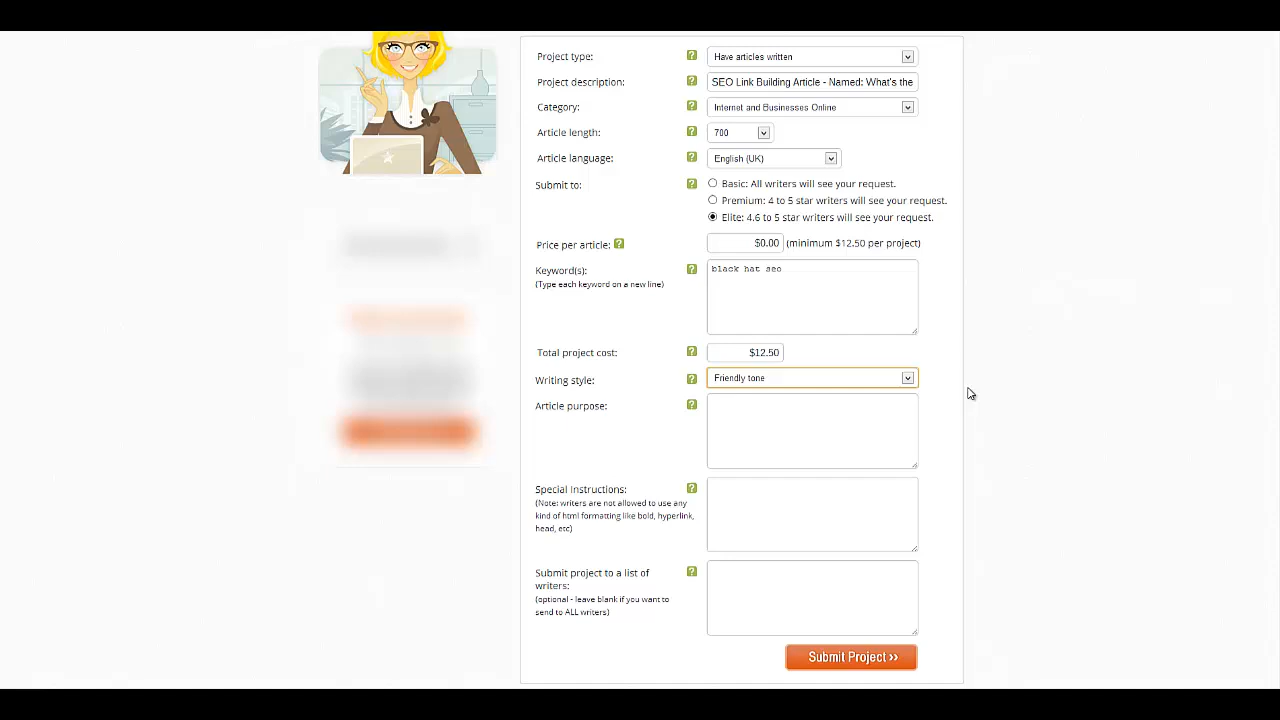 Project type:
Have articles written
Project description:
SEO Link Building Article - Named: What's the
Category:
Internet and Businesses Online
Article length:
700
Article language:
English (UK)
Submit to:
Basic: All writers will see your request.
Premium: 4 to 5 star writers will see your request.
Elite: 4.6 to 5 star writers will see your request.
Price per article:
$0.00 (minimum $12.50 per project)
Keyword(s):
(Type each keyword on a new line)
black hat seo
Total project cost:
$12.50
Writing style:
Friendly tone
Article purpose:
Special Instructions:
(Note: writers are not allowed to use any
kind of html formatting like bold, hyperlink,
head, etc)
Submit project to a list of
writers:
(optional - leave blank if you want to
send to ALL writers)
Submit Project >>